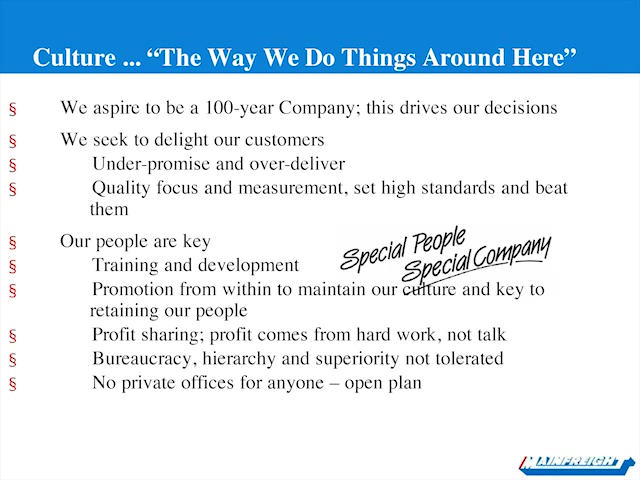 Culture ... “The Way We Do Things Around Here”
§ We aspire to be a 100-year Company; this drives our decisions
§ We seek to delight our customers
§ Under-promise and over-deliver
§ Quality focus and measurement, set high standards and beat
them
§ Our people are key
Special People
Special Company
§ Training and development
§ Promotion from within to maintain our culture and key to
retaining our people
§ Profit sharing; profit comes from hard work, not talk
§ Bureaucracy, hierarchy and superiority not tolerated
§ No private offices for anyone – open plan
MAINFREIGHT